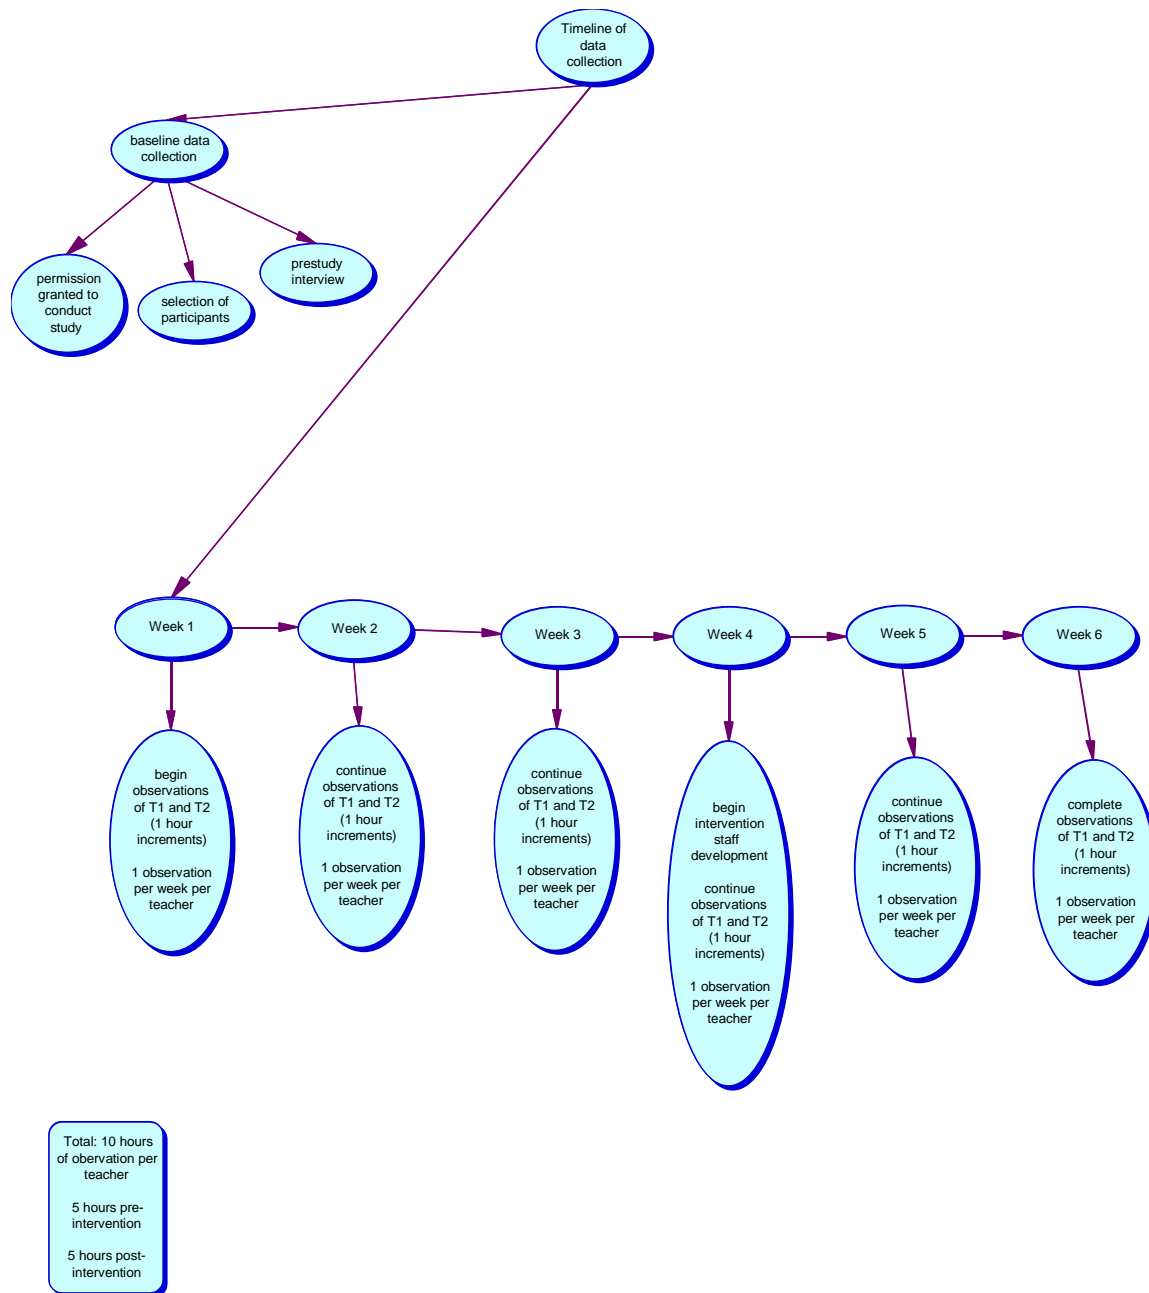 Timeline of
data
collection
baseline data
collection
permission
granted to
conduct
study
selection of
participants
prestudy
interview
Week 1
Week 2
Week 3
Week 4
Week 5
Week 6
begin
observations
of T1 and T2
(1 hour
increments)
1 observation
per week per
teacher
continue
observations
of T1 and T2
(1 hour
increments)
1 observation
per week per
teacher
continue
observations
of T1 and T2
(1 hour
increments)
1 observation
per week per
teacher
begin
intervention
staff
development
continue
observations
of T1 and T2
(1 hour
increments)
1 observation
per week per
teacher
continue
observations
of T1 and T2
(1 hour
increments)
1 observation
per week per
teacher
complete
observations
of T1 and T2
(1 hour
increments)
1 observation
per week per
teacher
Total: 10 hours
of obervation per
teacher
5 hours pre-
intervention
5 hours post-
intervention